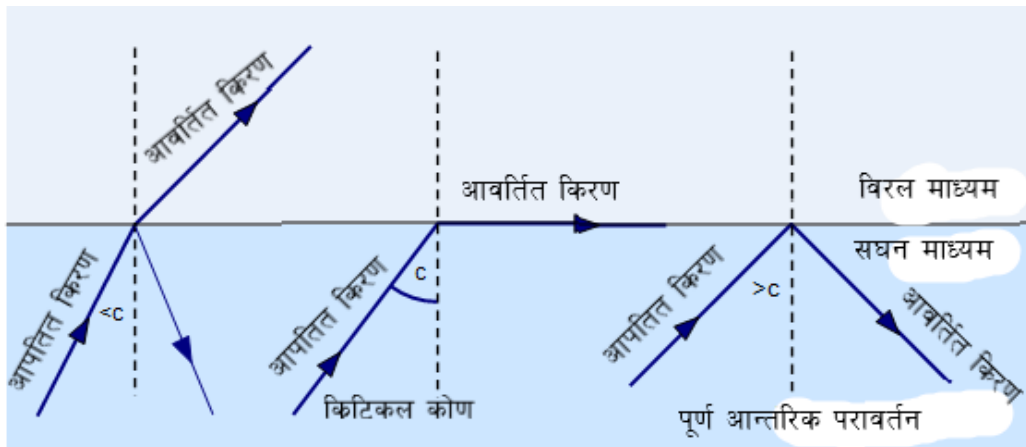 आवर्तित किरण
आपतित किरण
<c
आवर्तित किरण
आपतित किरण
c
किटिकल कोण
विरल माध्यम
सघन माध्यम
आपतित किरण
>c
आवर्तित किरण
पूर्ण आन्तरिक परावर्तन